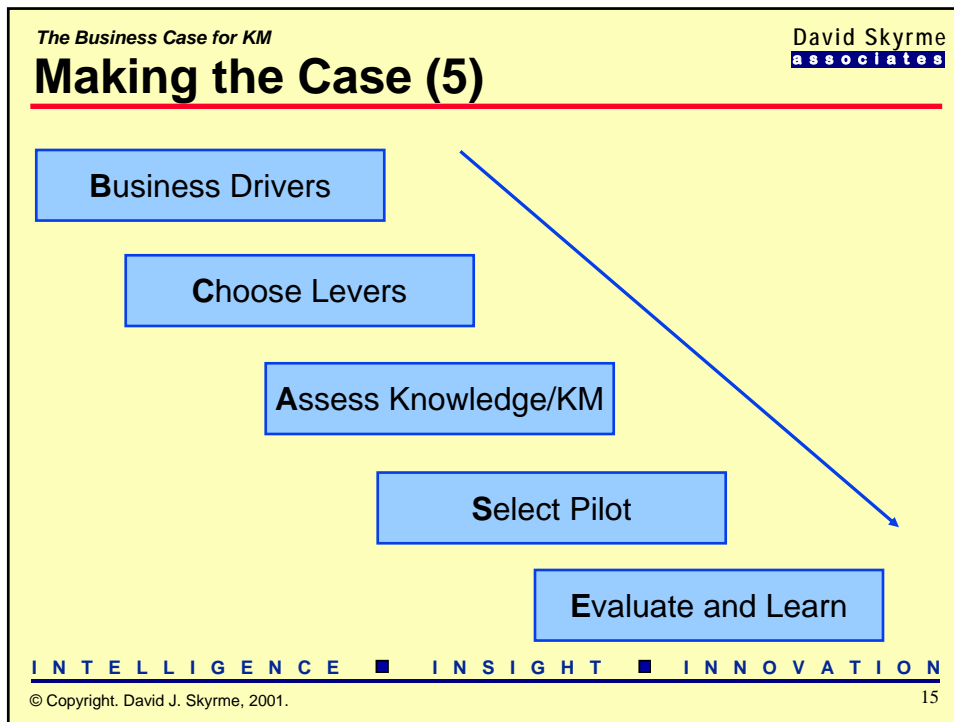 The Business Case for KM
David Skyrme
associates
Making the Case (5)
Business Drivers
Choose Levers
Assess Knowledge/KM
Select Pilot
Evaluate and Learn
INTELLIGENCE ■ INSIGHT ■ INNOVATION
© Copyright. David J. Skyrme, 2001.
15